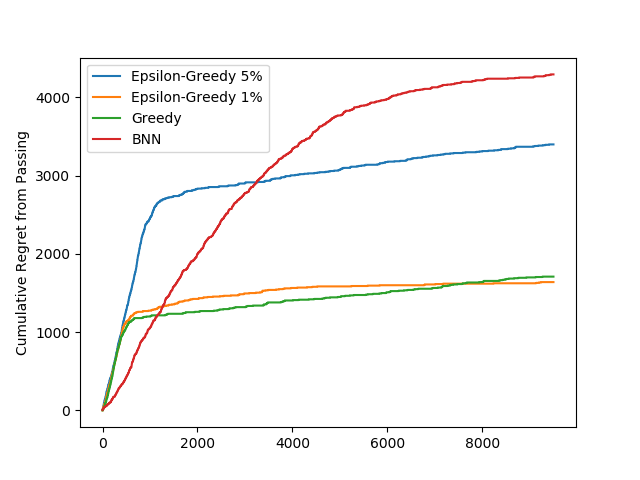 Epsilon-Greedy 5%
Epsilon-Greedy 1%
Greedy
BNN
Cumulative Regret from Passing
4000
3000
2000
1000
0
0 2000 4000 6000 8000